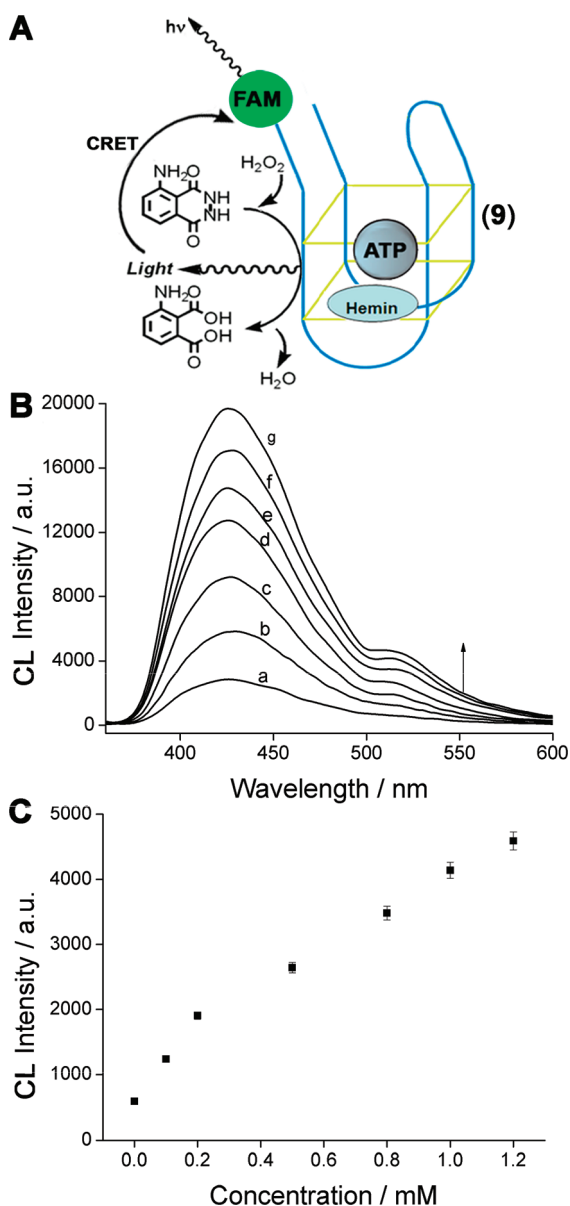 A
hν
FAM
CRET
NH₂O
NH
NH
O
H₂O₂
(9)
ATP
Light
Hemin
NH₂O
OH
OH
O
H₂O
B
20000
16000
12000
8000
4000
0
CL Intensity / a.u.
g
f
e
d
c
b
a
400
450
500
550
600
Wavelength / nm
C
5000
4000
3000
2000
1000
0
CL Intensity / a.u.
0.0
0.2
0.4
0.6
0.8
1.0
1.2
Concentration / mM